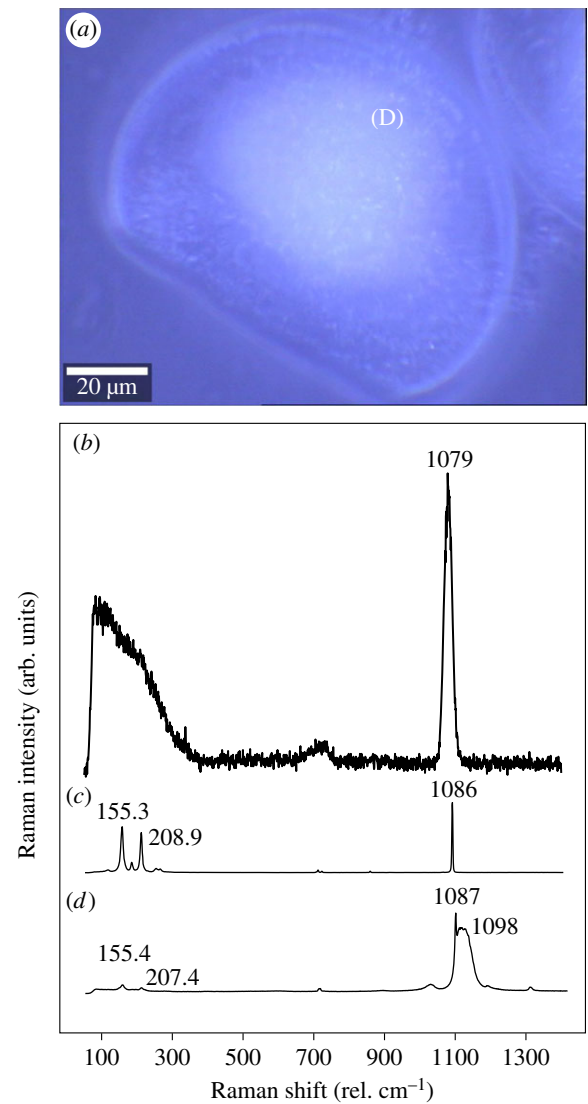 (a)
(D)
20 µm
(b)
1079
Raman intensity (arb. units)
(c)
155.3
208.9
1086
(d)
155.4
207.4
1087
1098
100 300 500 700 900 1100 1300
Raman shift (rel. cm⁻¹)